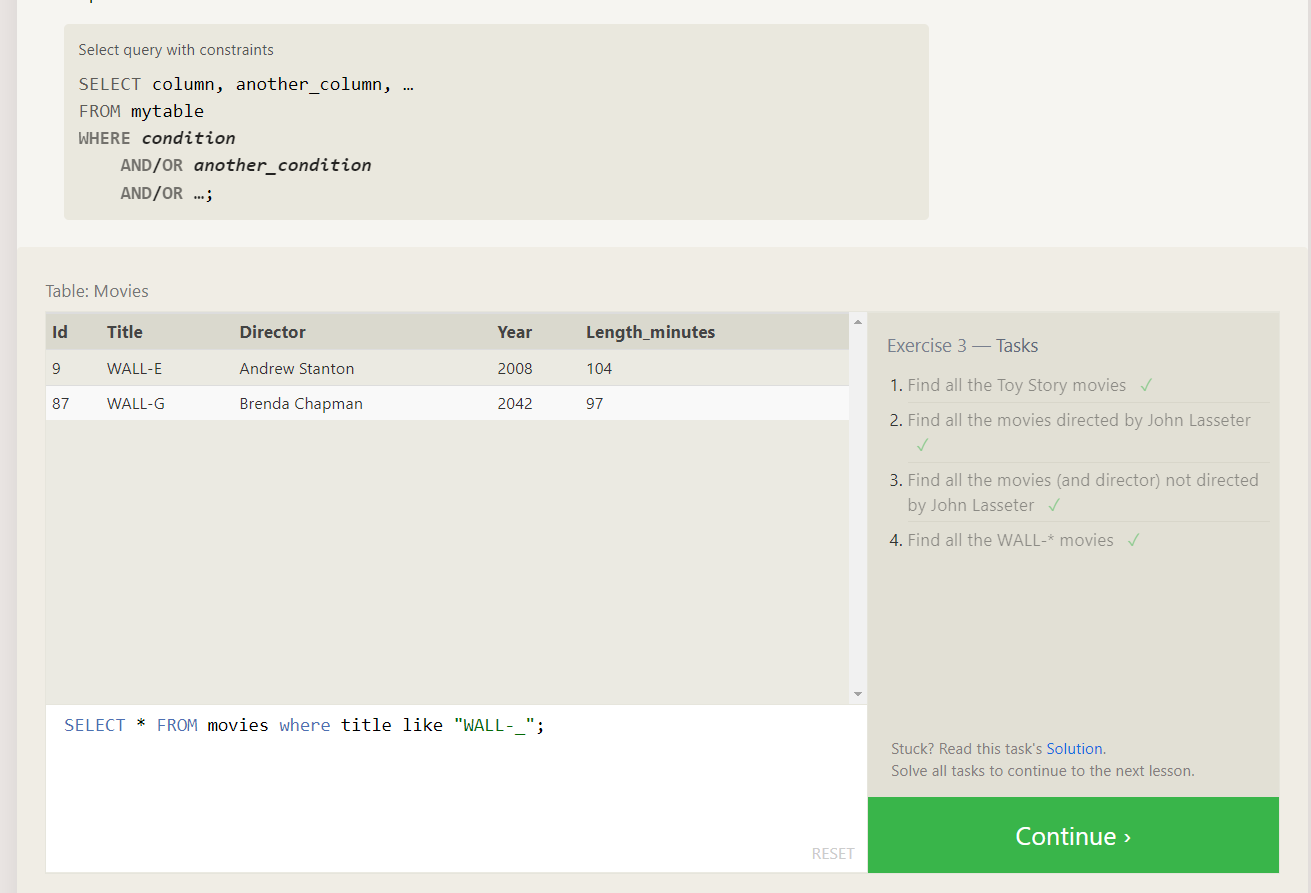 Select query with constraints
SELECT column, another_column, …
FROM mytable
WHERE condition
AND/OR another_condition
AND/OR …;
Table: Movies
Id Title Director Year Length_minutes
9 WALL-E Andrew Stanton 2008 104
87 WALL-G Brenda Chapman 2042 97
SELECT * FROM movies where title like "WALL-_";
RESET
Exercise 3 — Tasks
1. Find all the Toy Story movies ✓
2. Find all the movies directed by John Lasseter
✓
3. Find all the movies (and director) not directed
by John Lasseter ✓
4. Find all the WALL-* movies ✓
Stuck? Read this task's Solution.
Solve all tasks to continue to the next lesson.
Continue ›